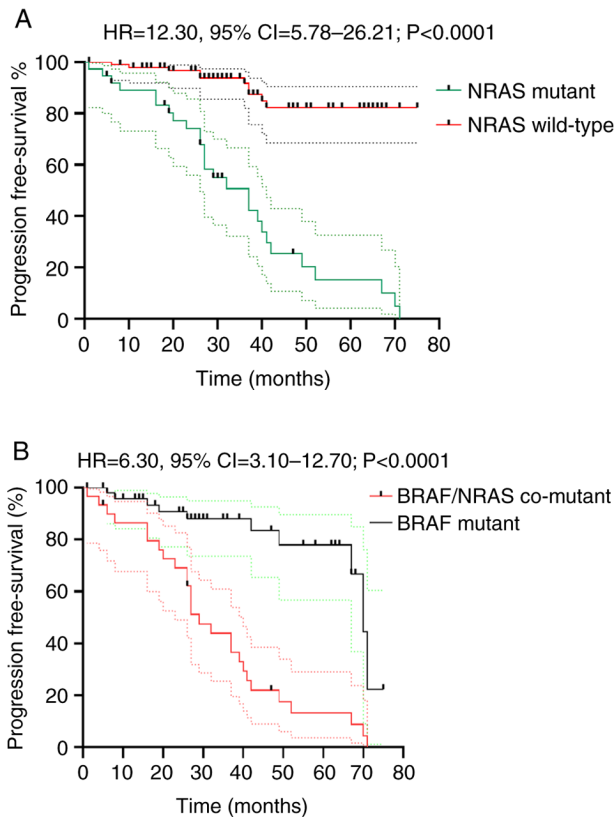 A
HR=12.30, 95% CI=5.78–26.21; P<0.0001
Progression free-survival %
100
80
60
40
20
0
0 10 20 30 40 50 60 70 80
Time (months)
NRAS mutant
NRAS wild-type
B
HR=6.30, 95% CI=3.10–12.70; P<0.0001
Progression free-survival (%)
100
80
60
40
20
0
0 10 20 30 40 50 60 70 80
Time (months)
BRAF/NRAS co-mutant
BRAF mutant